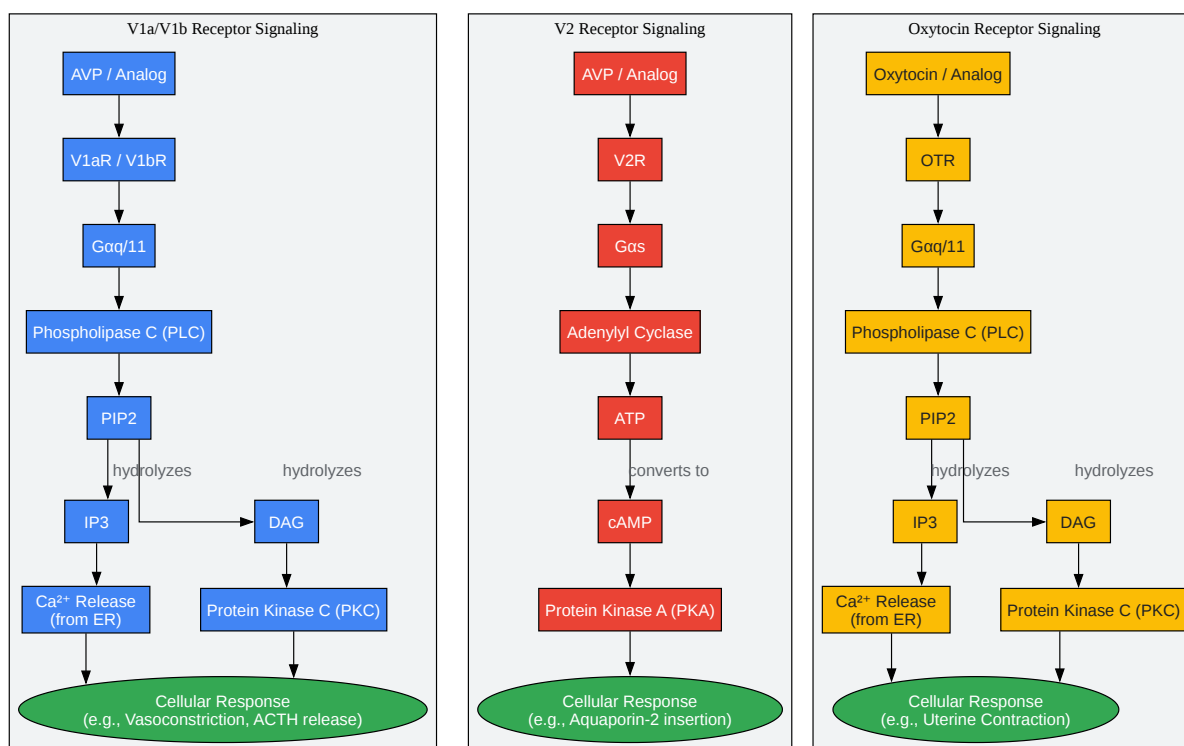 V1a/V1b Receptor Signaling
AVP / Analog
V1aR / V1bR
Gαq/11
Phospholipase C (PLC)
PIP2
hydrolyzes
hydrolyzes
IP3
DAG
Ca²⁺ Release
(from ER)
Protein Kinase C (PKC)
Cellular Response
(e.g., Vasoconstriction, ACTH release)
V2 Receptor Signaling
AVP / Analog
V2R
Gαs
Adenylyl Cyclase
ATP
converts to
cAMP
Protein Kinase A (PKA)
Cellular Response
(e.g., Aquaporin-2 insertion)
Oxytocin Receptor Signaling
Oxytocin / Analog
OTR
Gαq/11
Phospholipase C (PLC)
PIP2
hydrolyzes
hydrolyzes
IP3
DAG
Ca²⁺ Release
(from ER)
Protein Kinase C (PKC)
Cellular Response
(e.g., Uterine Contraction)